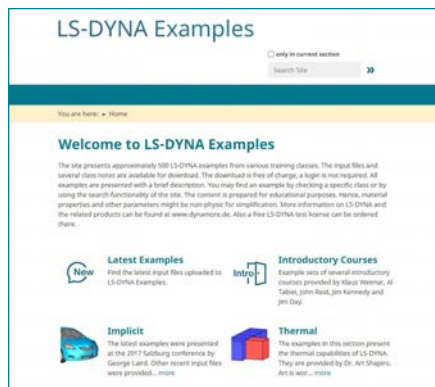 LS-DYNA Examples
only in current section
Search Site
»
You are here: » Home
Welcome to LS-DYNA Examples
The site presents approximately 500 LS-DYNA examples from various training classes. The input files and
several class notes are available for download. The download is free of charge, a login is not required. All
examples are presented with a brief description. You may find an example by checking a specific class or by
using the search functionality of the site. The content is prepared for educational purposes. Hence, material
properties and other parameters might be non-physic for simplification. More information on LS-DYNA and
the related products can be found at www.dynamore.de. Also a free LS-DYNA test license can be ordered
there.
New
Latest Examples
Find the latest input files uploaded to
LS-DYNA Examples.
Intro
Introductory Courses
Example sets of several introductory
courses provided by Klaus Weimar, Al
Tabiei, John Reid, Jim Kennedy and
Jim Day.
Implicit
The latest examples were presented
at the 2017 Salzburg conference by
George Laird. Other recent input files
were provided... more
Thermal
The examples in this section present
the thermal capabilities of LS-DYNA.
They are provided by Dr. Art Shapiro.
Art is wor... more